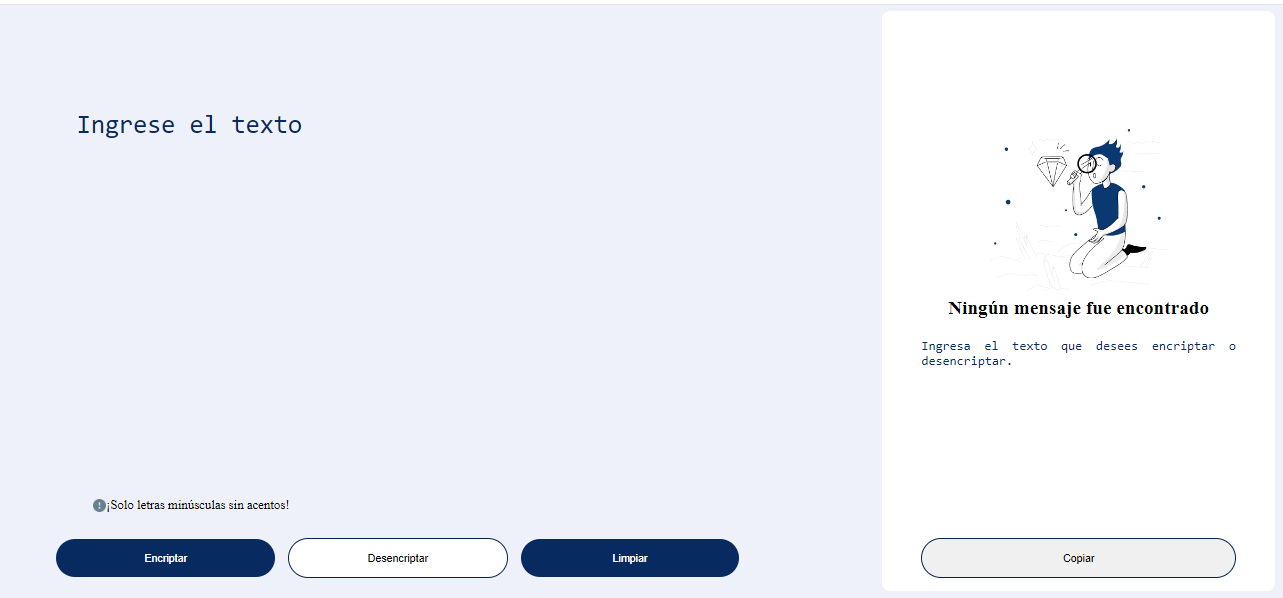 Ingrese el texto
¡Solo letras minúsculas sin acentos!
Encriptar
Desencriptar
Limpiar
Ningún mensaje fue encontrado
Ingresa el texto que desees encriptar o
desencriptar.
Copiar